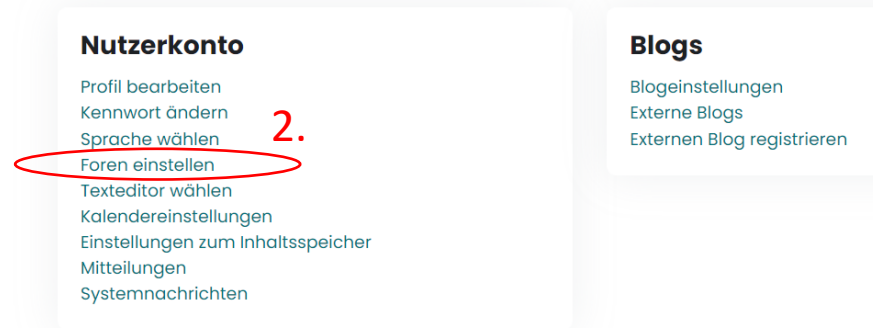 Nutzerkonto
Profil bearbeiten
Kennwort ändern
Sprache wählen
2.
Foren einstellen
Texteditor wählen
Kalendereinstellungen
Einstellungen zum Inhaltsspeicher
Mitteilungen
Systemnachrichten
Blogs
Blogeinstellungen
Externe Blogs
Externen Blog registrieren